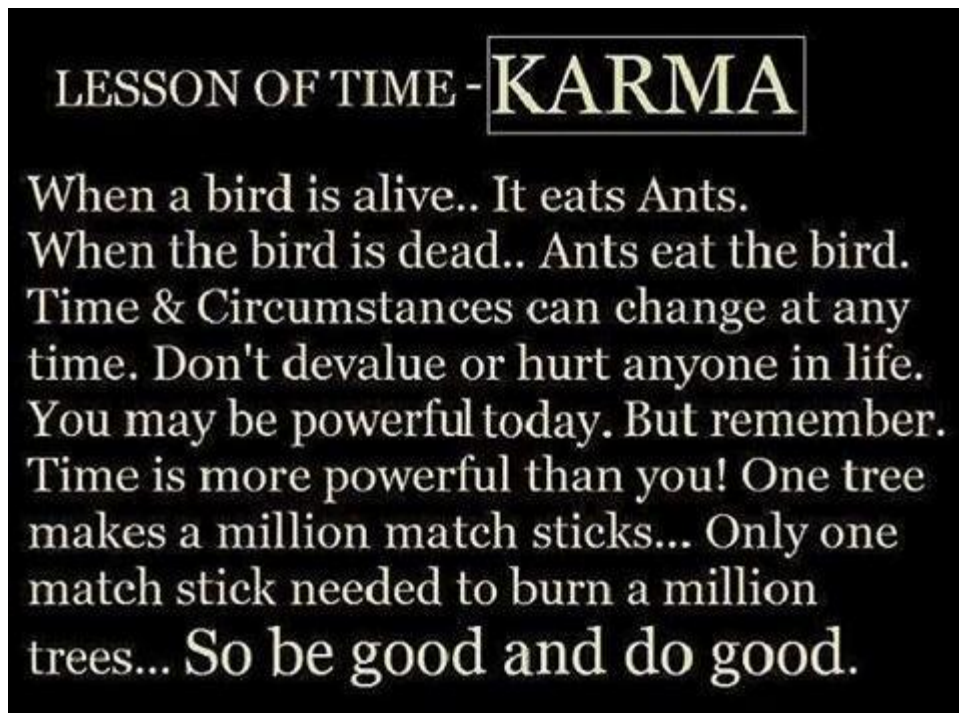 LESSON OF TIME - KARMA
When a bird is alive.. It eats Ants.
When the bird is dead.. Ants eat the bird.
Time & Circumstances can change at any
time. Don't devalue or hurt anyone in life.
You may be powerful today. But remember.
Time is more powerful than you! One tree
makes a million match sticks... Only one
match stick needed to burn a million
trees... So be good and do good.